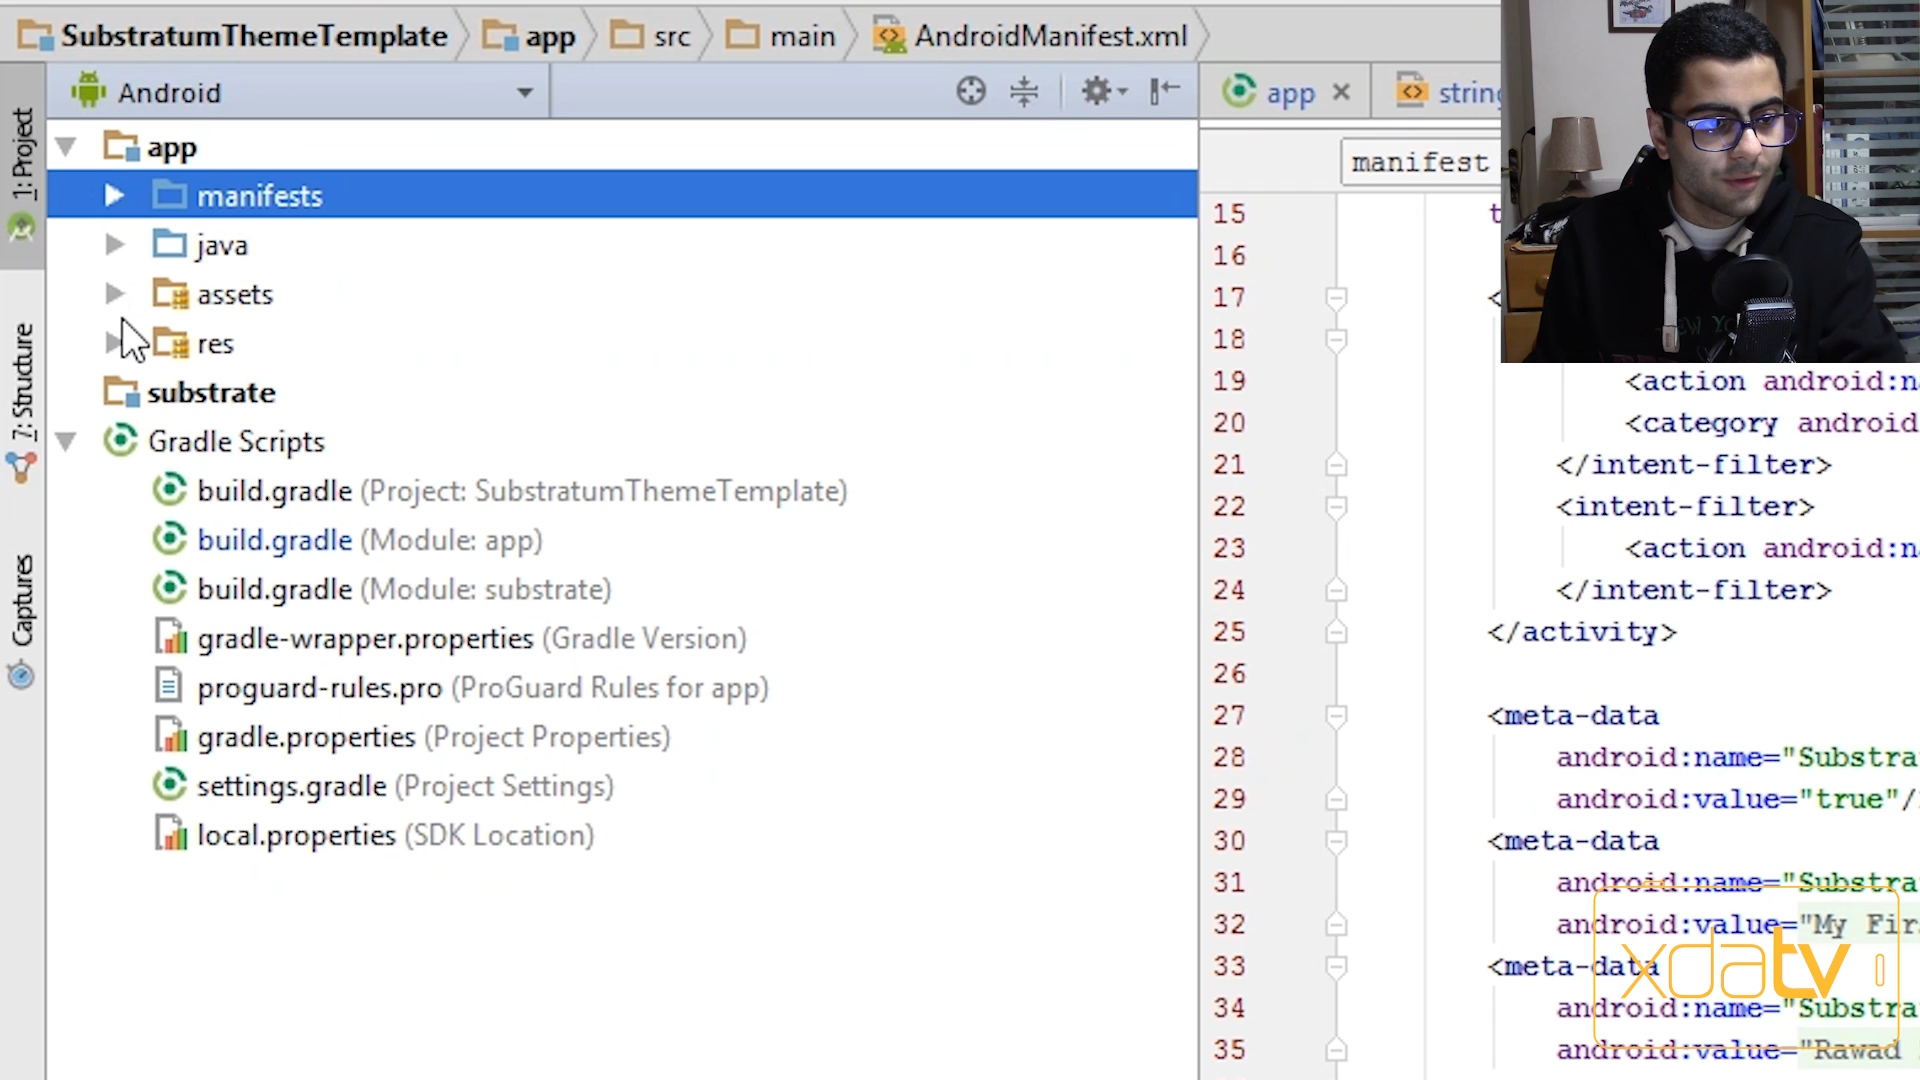 SubstratumThemeTemplate app src main AndroidManifest.xml
Android
1: Project
7: Structure
Captures
app
manifests
java
assets
res
substrate
Gradle Scripts
build.gradle (Project: SubstratumThemeTemplate)
build.gradle (Module: app)
build.gradle (Module: substrate)
gradle-wrapper.properties (Gradle Version)
proguard-rules.pro (ProGuard Rules for app)
gradle.properties (Project Properties)
settings.gradle (Project Settings)
local.properties (SDK Location)
app
manifest
15
16
17 <
18
19 <action android:n
20 <category android
21 </intent-filter>
22 <intent-filter>
23 <action android:n
24 </intent-filter>
25 </activity>
26
27 <meta-data
28 android:name="Substra
29 android:value="true"/
30 <meta-data
31 android:name="Substra
32 android:value="My Fir
33 <meta-data
34 android:name="Substra
35 android:value="Rawad
xdatv